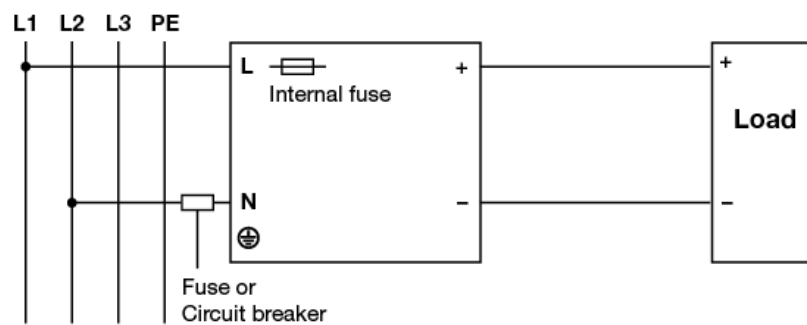 L1 L2 L3 PE
L
Internal fuse
+
+
Load
N
–
–
Fuse or
Circuit breaker